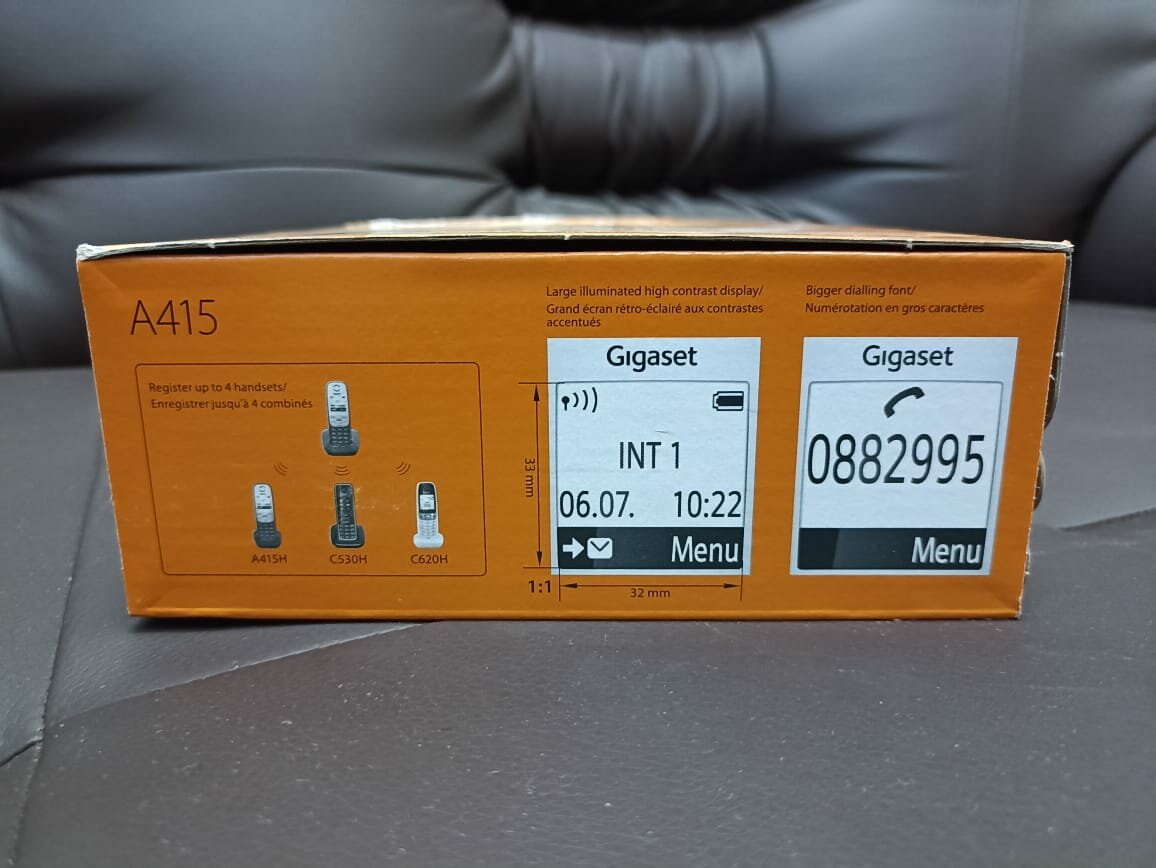 A415
Register up to 4 handsets/
Enregistrer jusqu'à 4 combinés
A415H
C530H
C620H
Large illuminated high contrast display/
Grand écran rétro-éclairé aux contrastes
accentués
Gigaset
INT 1
06.07. 10:22
Menu
33 mm
1:1
32 mm
Bigger dialling font/
Numérotation en gros caractères
Gigaset
0882995
Menu